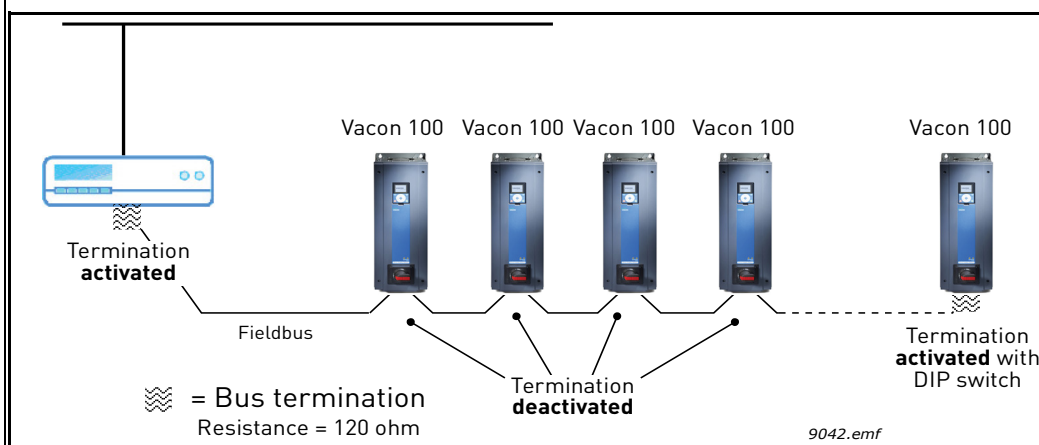 Vacon 100 Vacon 100 Vacon 100 Vacon 100 Vacon 100
Termination
activated
Fieldbus
Termination
deactivated
Termination
activated with
DIP switch
= Bus termination
Resistance = 120 ohm
9042.emf